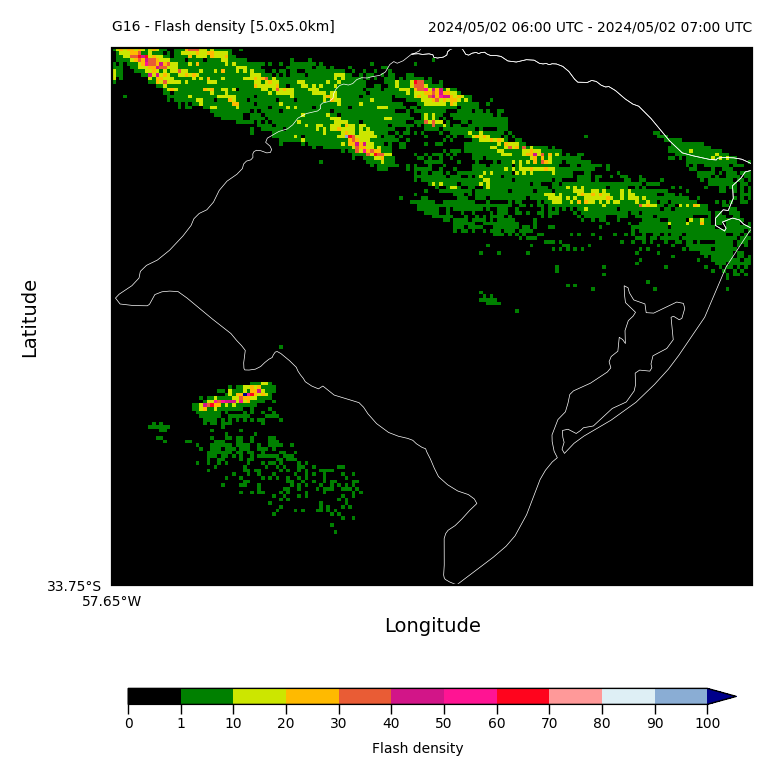 G16 - Flash density [5.0x5.0km]
2024/05/02 06:00 UTC - 2024/05/02 07:00 UTC
Latitude
33.75°S
57.65°W
Longitude
0 1 10 20 30 40 50 60 70 80 90 100
Flash density